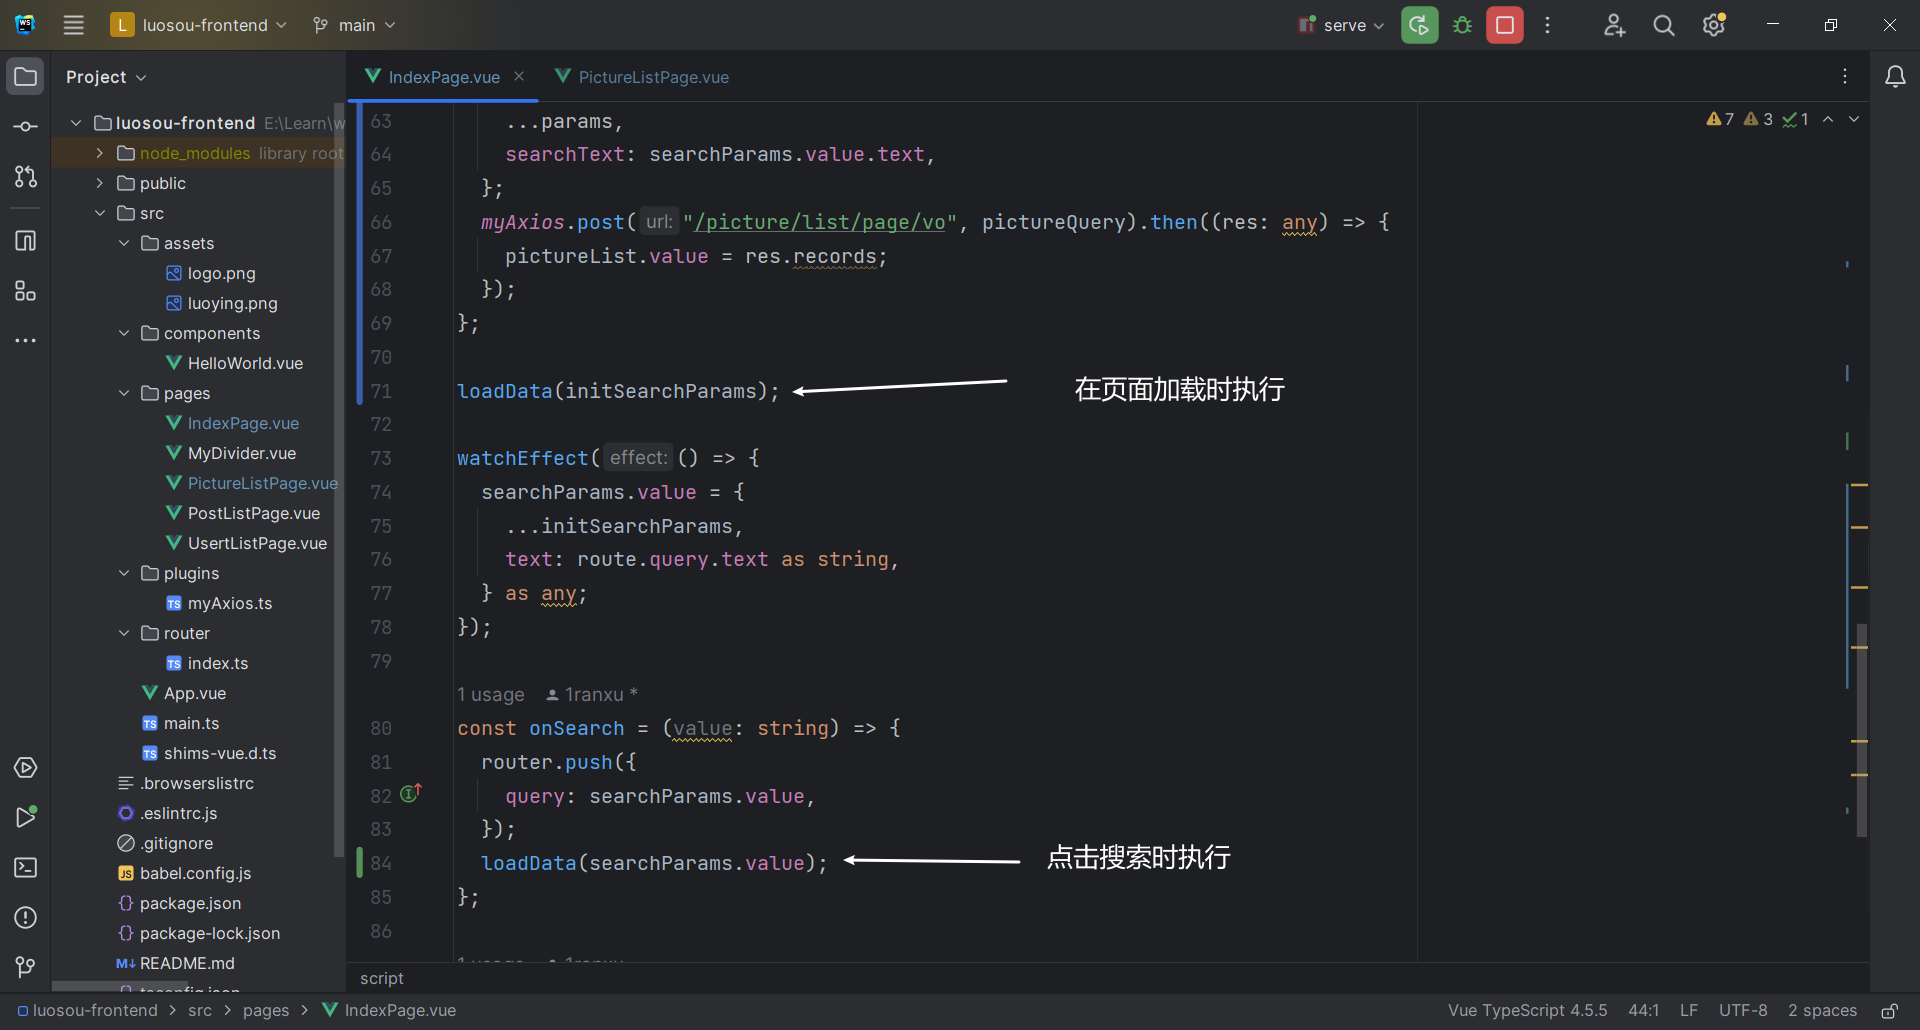 luosou-frontend
main
serve
Project
IndexPage.vue
PictureListPage.vue
luosou-frontend E:\Learn\w
node_modules library root
public
src
assets
logo.png
luoying.png
components
HelloWorld.vue
pages
IndexPage.vue
MyDivider.vue
PictureListPage.vue
PostListPage.vue
UsertListPage.vue
plugins
myAxios.ts
router
index.ts
App.vue
main.ts
shims-vue.d.ts
.browserslistrc
.eslintrc.js
.gitignore
babel.config.js
package.json
package-lock.json
README.md
tsconfig.json
7 3 1
63 ...params,
64 searchText: searchParams.value.text,
65 };
66 myAxios.post( url: "/picture/list/page/vo", pictureQuery).then((res: any) => {
67 pictureList.value = res.records;
68 });
69 };
70
71 loadData(initSearchParams); 在页面加载时执行
72
73 watchEffect( effect: () => {
74 searchParams.value = {
75 ...initSearchParams,
76 text: route.query.text as string,
77 } as any;
78 });
79
1 usage 1ranxu *
80 const onSearch = (value: string) => {
81 router.push({
82 query: searchParams.value,
83 });
84 loadData(searchParams.value); 点击搜索时执行
85 };
86
1 usage 1ranxu
script
luosou-frontend > src > pages > IndexPage.vue
Vue TypeScript 4.5.5 44:1 LF UTF-8 2 spaces